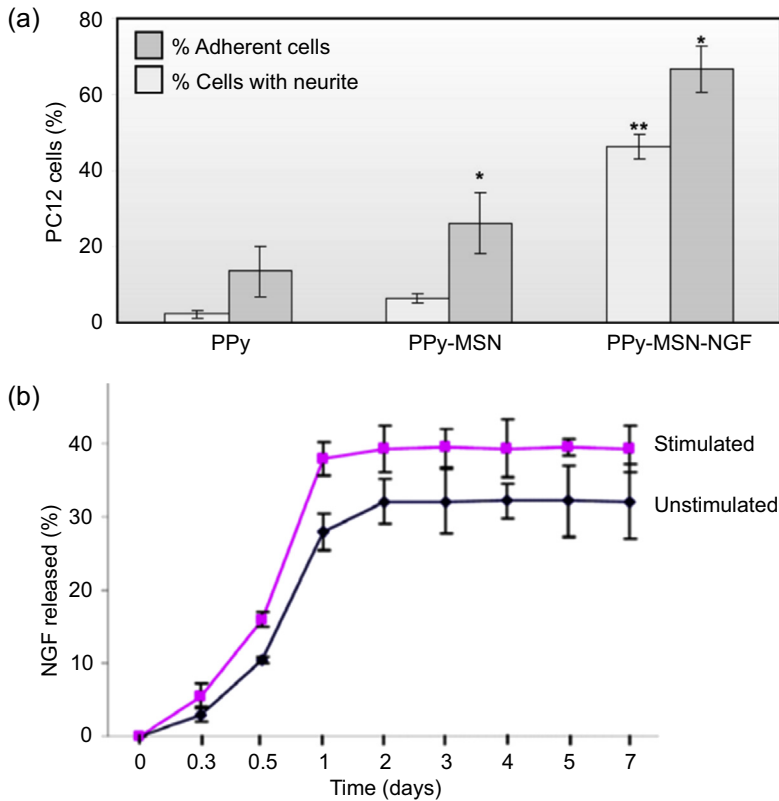 (a)
80
60
40
20
0
PC12 cells (%)
% Adherent cells
% Cells with neurite
*
**
*
PPy PPy-MSN PPy-MSN-NGF
(b)
40
30
20
10
0
NGF released (%)
Stimulated
Unstimulated
0 0.3 0.5 1 2 3 4 5 7
Time (days)